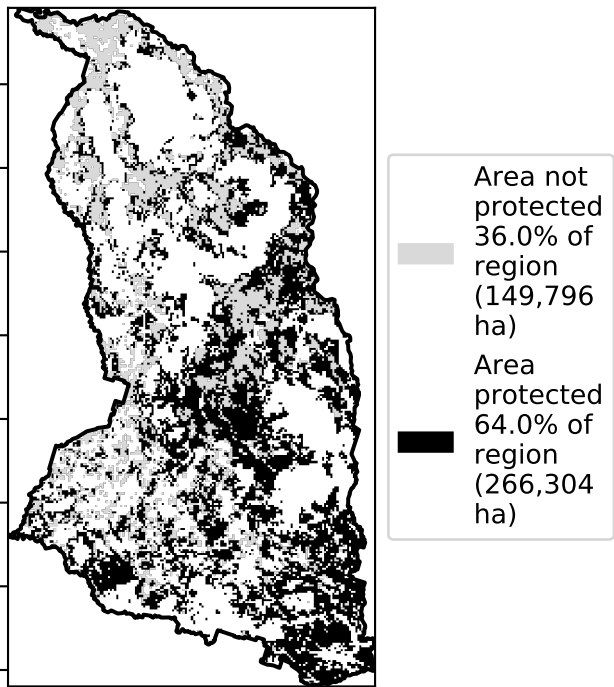 Area not
protected
36.0% of
region
(149,796
ha)
Area
protected
64.0% of
region
(266,304
ha)